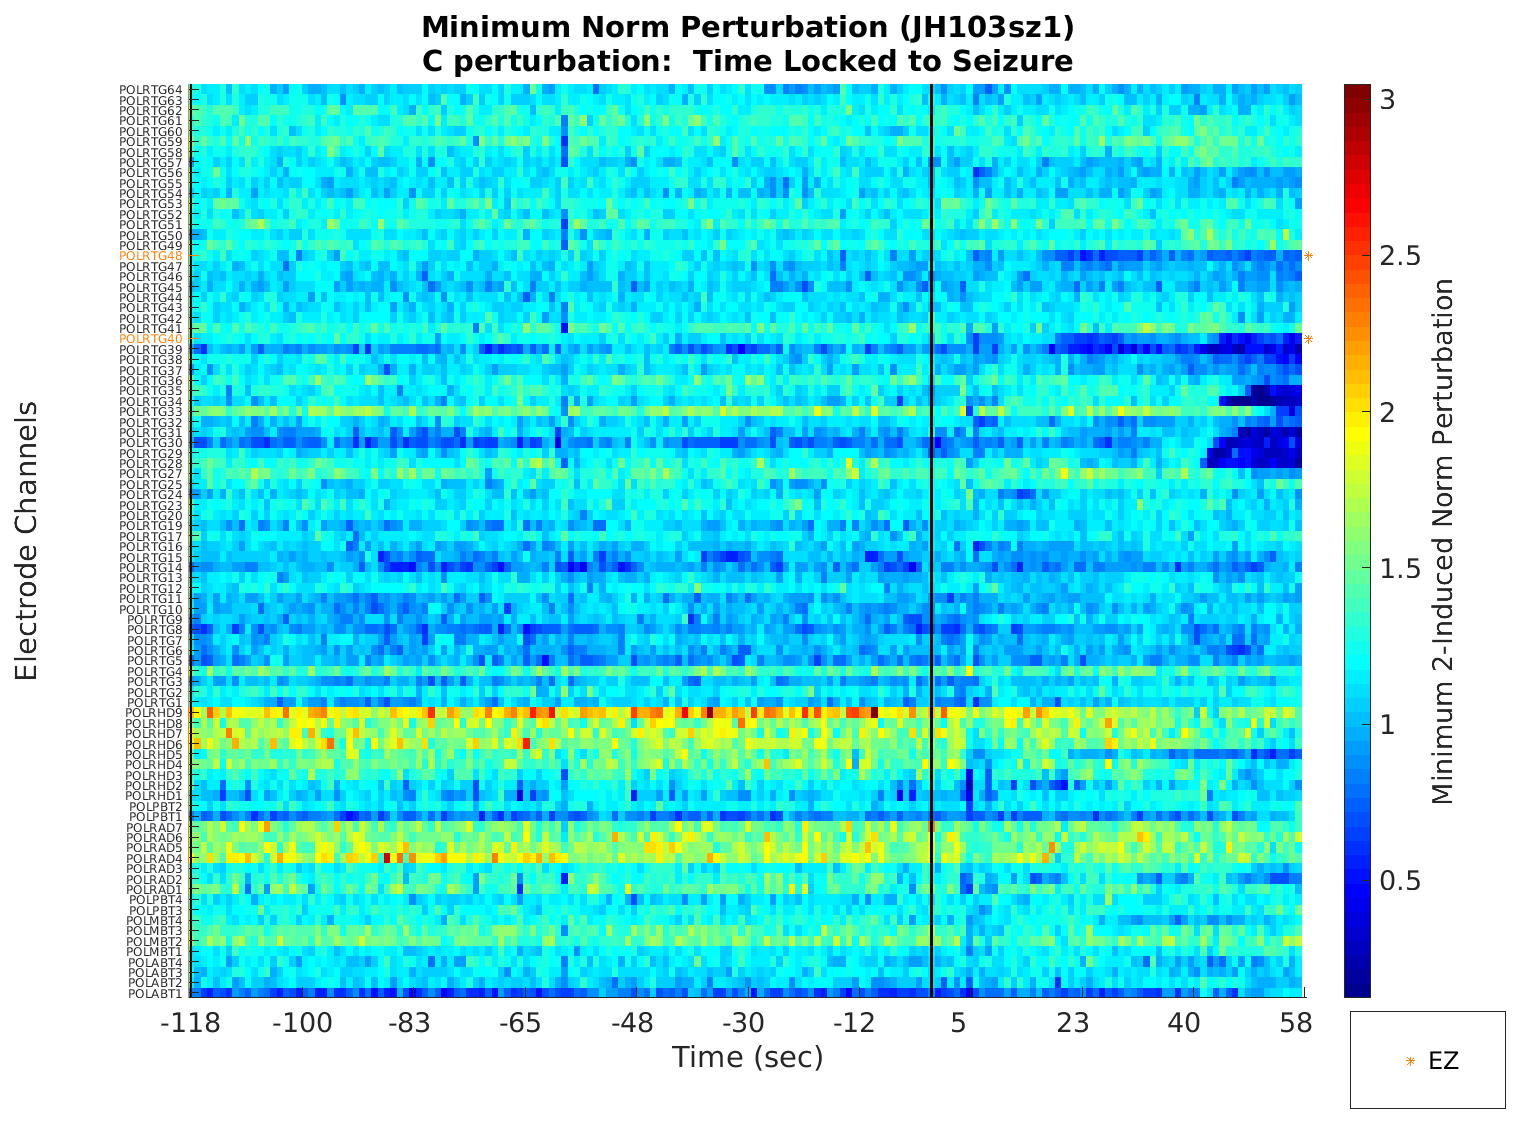 Minimum Norm Perturbation (JH103sz1)
C perturbation:  Time Locked to Seizure
Electrode Channels
POLRTG64
POLRTG63
POLRTG62
POLRTG61
POLRTG60
POLRTG59
POLRTG58
POLRTG57
POLRTG56
POLRTG55
POLRTG54
POLRTG53
POLRTG52
POLRTG51
POLRTG50
POLRTG49
POLRTG48
POLRTG47
POLRTG46
POLRTG45
POLRTG44
POLRTG43
POLRTG42
POLRTG41
POLRTG40
POLRTG39
POLRTG38
POLRTG37
POLRTG36
POLRTG35
POLRTG34
POLRTG33
POLRTG32
POLRTG31
POLRTG30
POLRTG29
POLRTG28
POLRTG27
POLRTG25
POLRTG24
POLRTG23
POLRTG20
POLRTG19
POLRTG17
POLRTG16
POLRTG15
POLRTG14
POLRTG13
POLRTG12
POLRTG11
POLRTG10
POLRTG9
POLRTG8
POLRTG7
POLRTG6
POLRTG5
POLRTG4
POLRTG3
POLRTG2
POLRTG1
POLRHD9
POLRHD8
POLRHD7
POLRHD6
POLRHD5
POLRHD4
POLRHD3
POLRHD2
POLRHD1
POLPBT2
POLPBT1
POLRAD7
POLRAD6
POLRAD5
POLRAD4
POLRAD3
POLRAD2
POLRAD1
POLPBT4
POLPBT3
POLMBT4
POLMBT3
POLMBT2
POLMBT1
POLABT4
POLABT3
POLABT2
POLABT1
-118 -100 -83 -65 -48 -30 -12 5 23 40 58
Time (sec)
3
2.5
2
1.5
1
0.5
Minimum 2-Induced Norm Perturbation
EZ